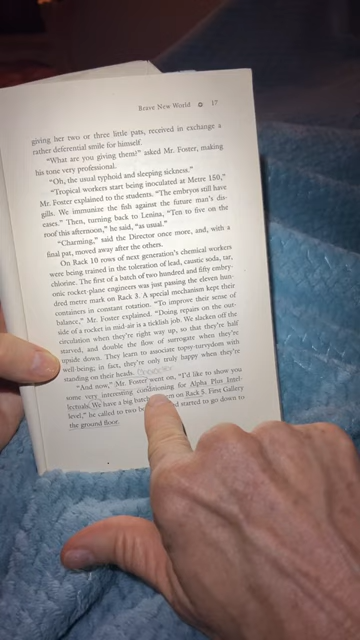 Brave New World 17
giving her two or three little pats, received in exchange a
rather deferential smile for himself.
"What are you giving them?" asked Mr. Foster, making
his tone very professional.
"Oh, the usual typhoid and sleeping sickness."
"Tropical workers start being inoculated at Metre 150,"
Mr. Foster explained to the students. "The embryos still have
gills. We immunize the fish against the future man's dis-
eases." Then, turning back to Lenina, "Ten to five on the
roof this afternoon," he said, "as usual."
"Charming," said the Director once more, and, with a
final pat, moved away after the others.
On Rack 10 rows of next generation's chemical workers
were being trained in the toleration of lead, caustic soda, tar,
chlorine. The first of a batch of two hundred and fifty embry-
onic rocket-plane engineers was just passing the eleven hun-
dred metre mark on Rack 3. A special mechanism kept their
containers in constant rotation. "To improve their sense of
balance," Mr. Foster explained. "Doing repairs on the out-
side of a rocket in mid-air is a ticklish job. We slacken off the
circulation when they're right way up, so that they're half
starved, and double the flow of surrogate when they're
upside down. They learn to associate topsy-turvydom with
well-being; in fact, they're only truly happy when they're
standing on their heads.
"And now," Mr. Foster went on, "I'd like to show you
some very interesting conditioning for Alpha Plus Intel-
lectuals. We have a big batch on Rack 5. First Gallery
level," he called to two started to go down to
the ground floor.